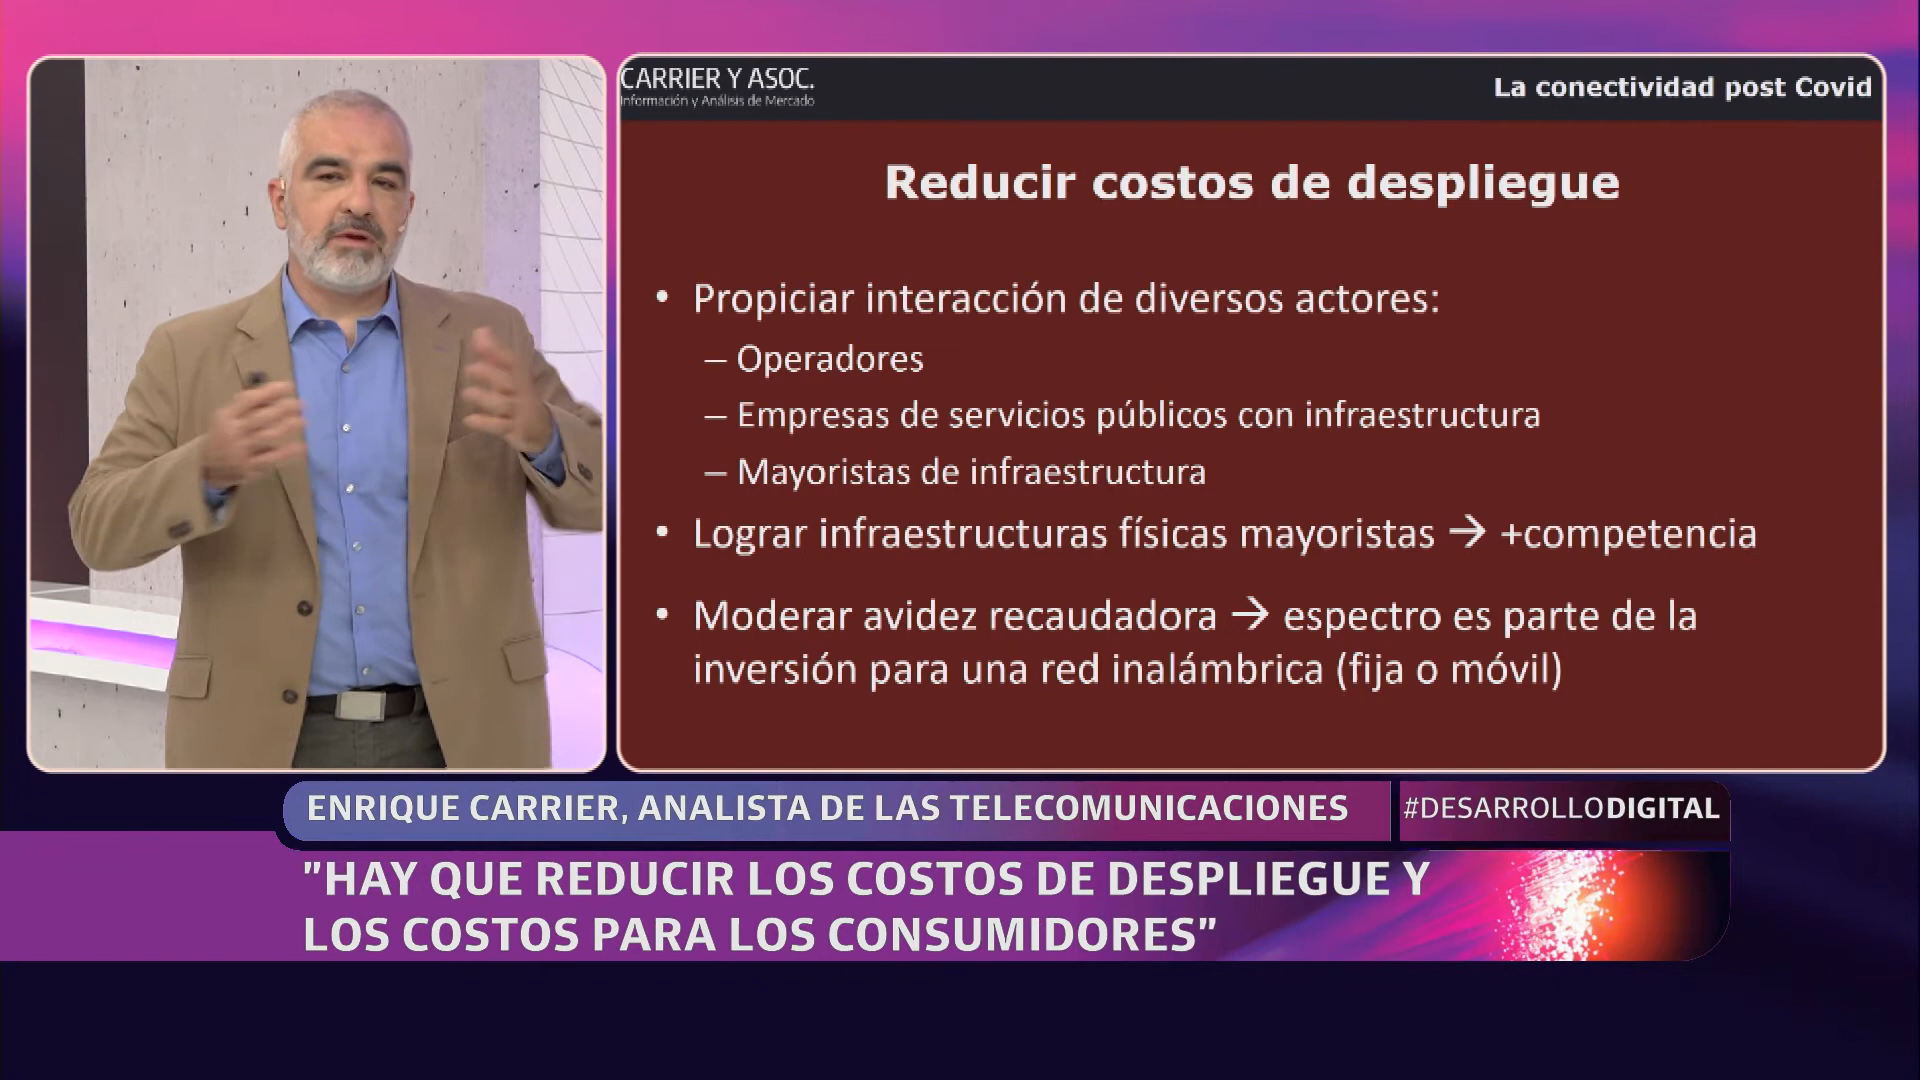 CARRIER Y ASOC.
Información y Análisis de Mercado
La conectividad post Covid
Reducir costos de despliegue
• Propiciar interacción de diversos actores:
– Operadores
– Empresas de servicios públicos con infraestructura
– Mayoristas de infraestructura
• Lograr infraestructuras físicas mayoristas → +competencia
• Moderar avidez recaudadora → espectro es parte de la
inversión para una red inalámbrica (fija o móvil)
ENRIQUE CARRIER, ANALISTA DE LAS TELECOMUNICACIONES
#DESARROLLODIGITAL
"HAY QUE REDUCIR LOS COSTOS DE DESPLIEGUE Y
LOS COSTOS PARA LOS CONSUMIDORES"